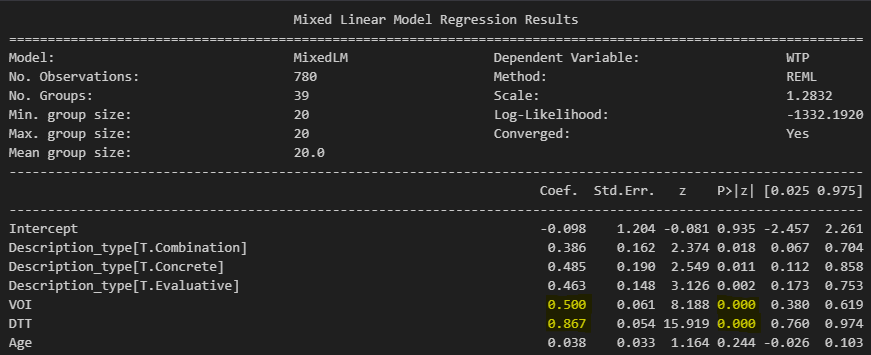 Mixed Linear Model Regression Results
Model: MixedLM Dependent Variable: WTP
No. Observations: 780 Method: REML
No. Groups: 39 Scale: 1.2832
Min. group size: 20 Log-Likelihood: -1332.1920
Max. group size: 20 Converged: Yes
Mean group size: 20.0
Coef. Std.Err. z P>|z| [0.025 0.975]
Intercept -0.098 1.204 -0.081 0.935 -2.457 2.261
Description_type[T.Combination] 0.386 0.162 2.374 0.018 0.067 0.704
Description_type[T.Concrete] 0.485 0.190 2.549 0.011 0.112 0.858
Description_type[T.Evaluative] 0.463 0.148 3.126 0.002 0.173 0.753
VOI 0.500 0.061 8.188 0.000 0.380 0.619
DTT 0.867 0.054 15.919 0.000 0.760 0.974
Age 0.038 0.033 1.164 0.244 -0.026 0.103